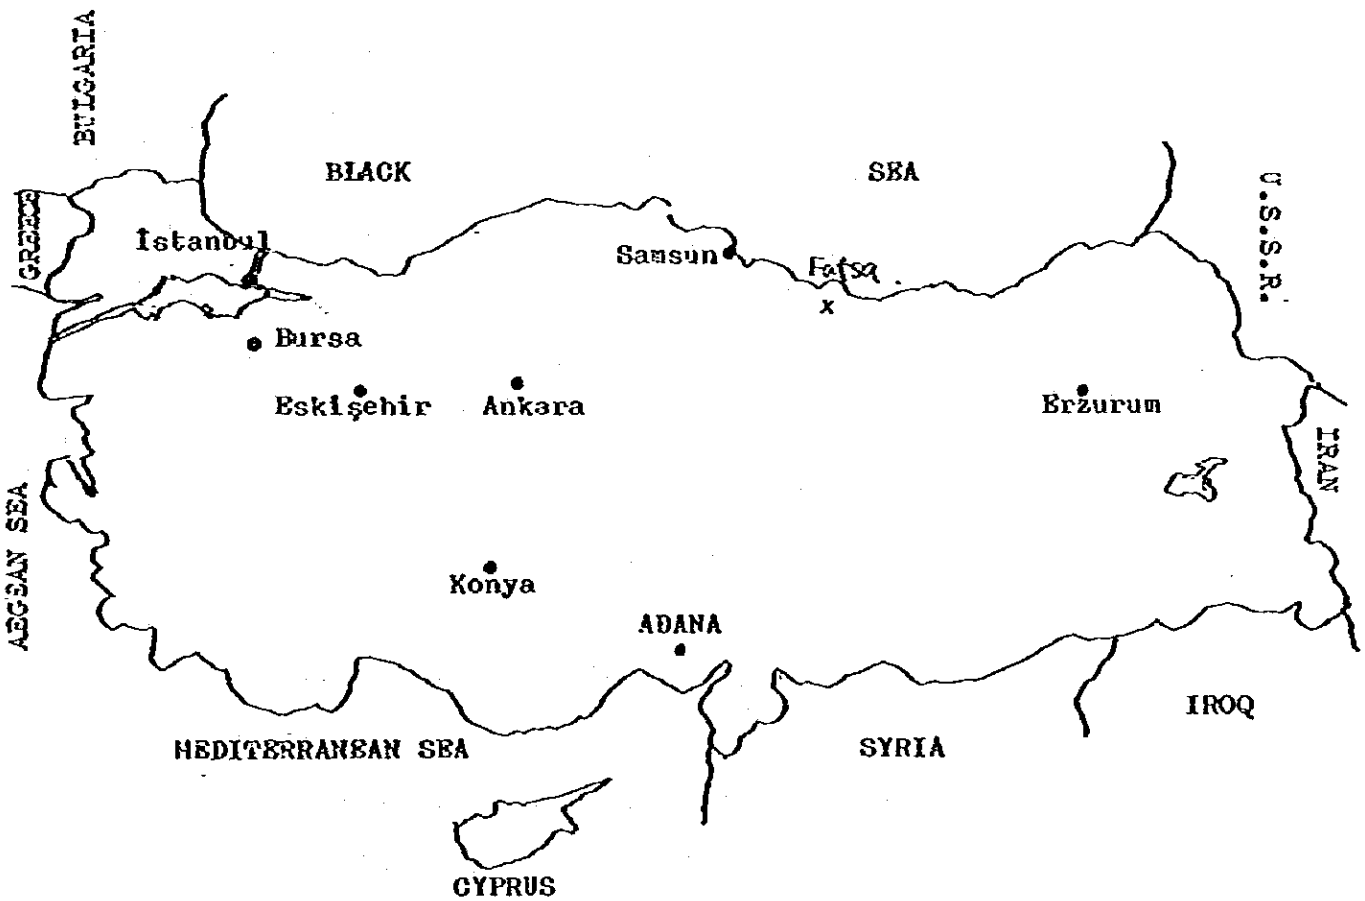 BULGARIA
BLACK
SEA
U.S.S.R.
GREECE
İstanbul
Samsun
Fatsa
x
Bursa
Eskişehir
Ankara
Erzurum
IRAN
AEGEAN SEA
Konya
ADANA
IROQ
MEDITERRANEAN SEA
SYRIA
CYPRUS